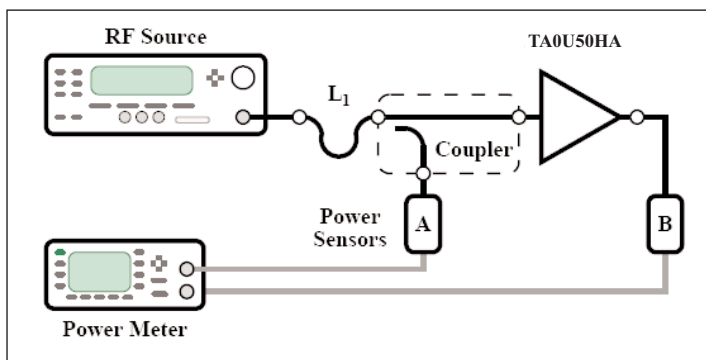 RF Source
TA0U50HA
L1
Coupler
Power
Sensors
A
B
Power Meter